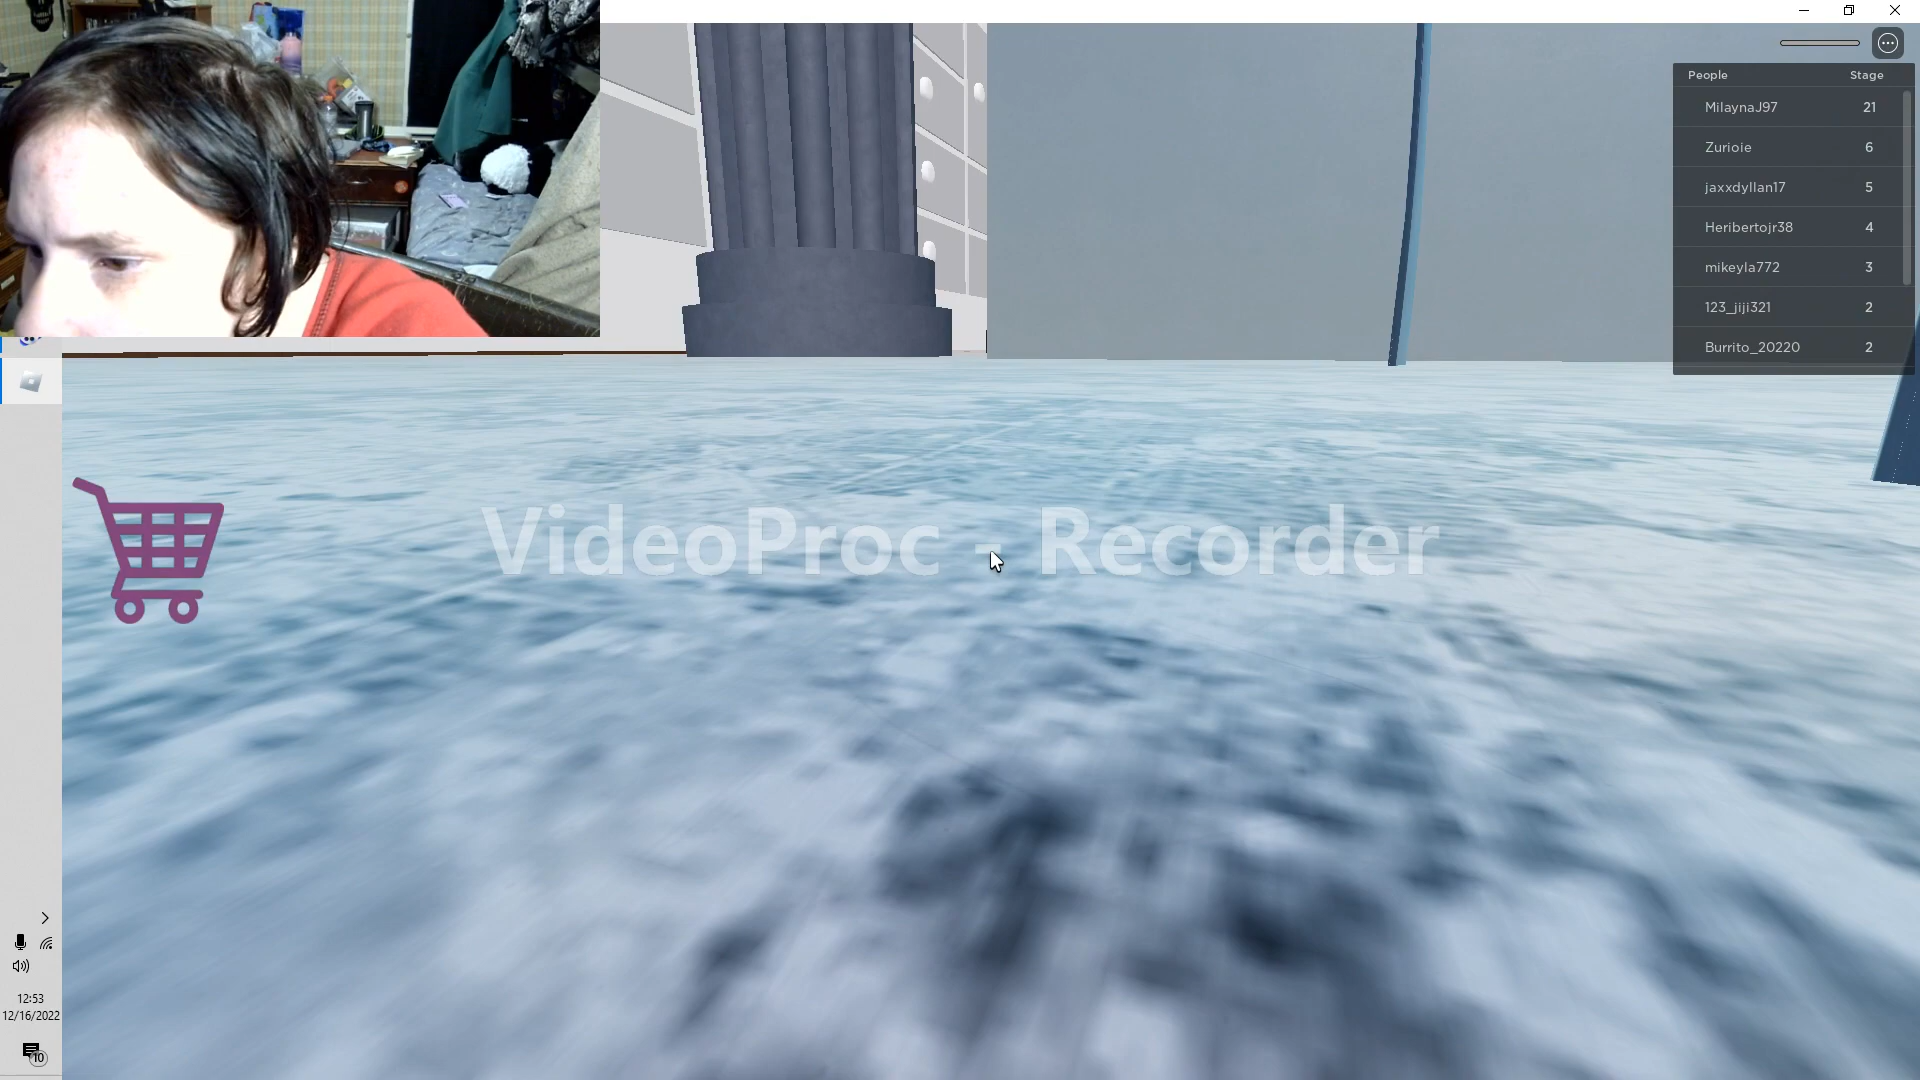 People Stage
MilaynaJ97 21
Zurioie 6
jaxxdyllan17 5
Heribertojr38 4
mikeyla772 3
123_jiji321 2
Burrito_20220 2
VideoProc - Recorder
12:53
12/16/2022
10